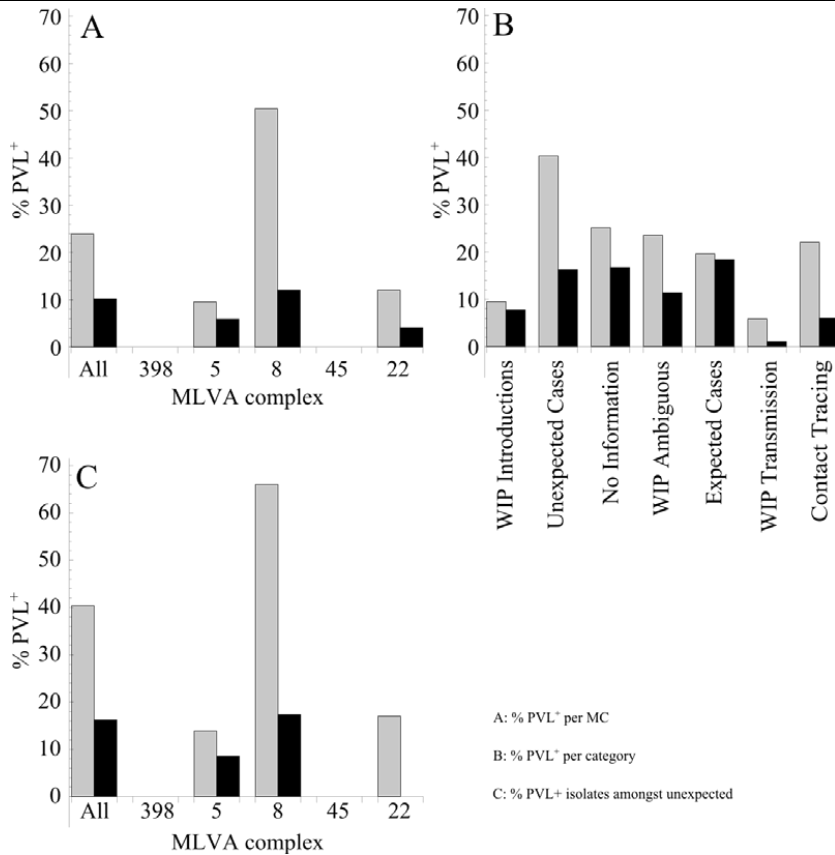 A
% PVL+
70
60
50
40
30
20
10
0
All 398 5 8 45 22
MLVA complex
B
% PVL+
70
60
50
40
30
20
10
0
WIP Introductions
Unexpected Cases
No Information
WIP Ambiguous
Expected Cases
WIP Transmission
Contact Tracing
C
% PVL+
70
60
50
40
30
20
10
0
All 398 5 8 45 22
MLVA complex
A: % PVL+ per MC
B: % PVL+ per category
C: % PVL+ isolates amongst unexpected